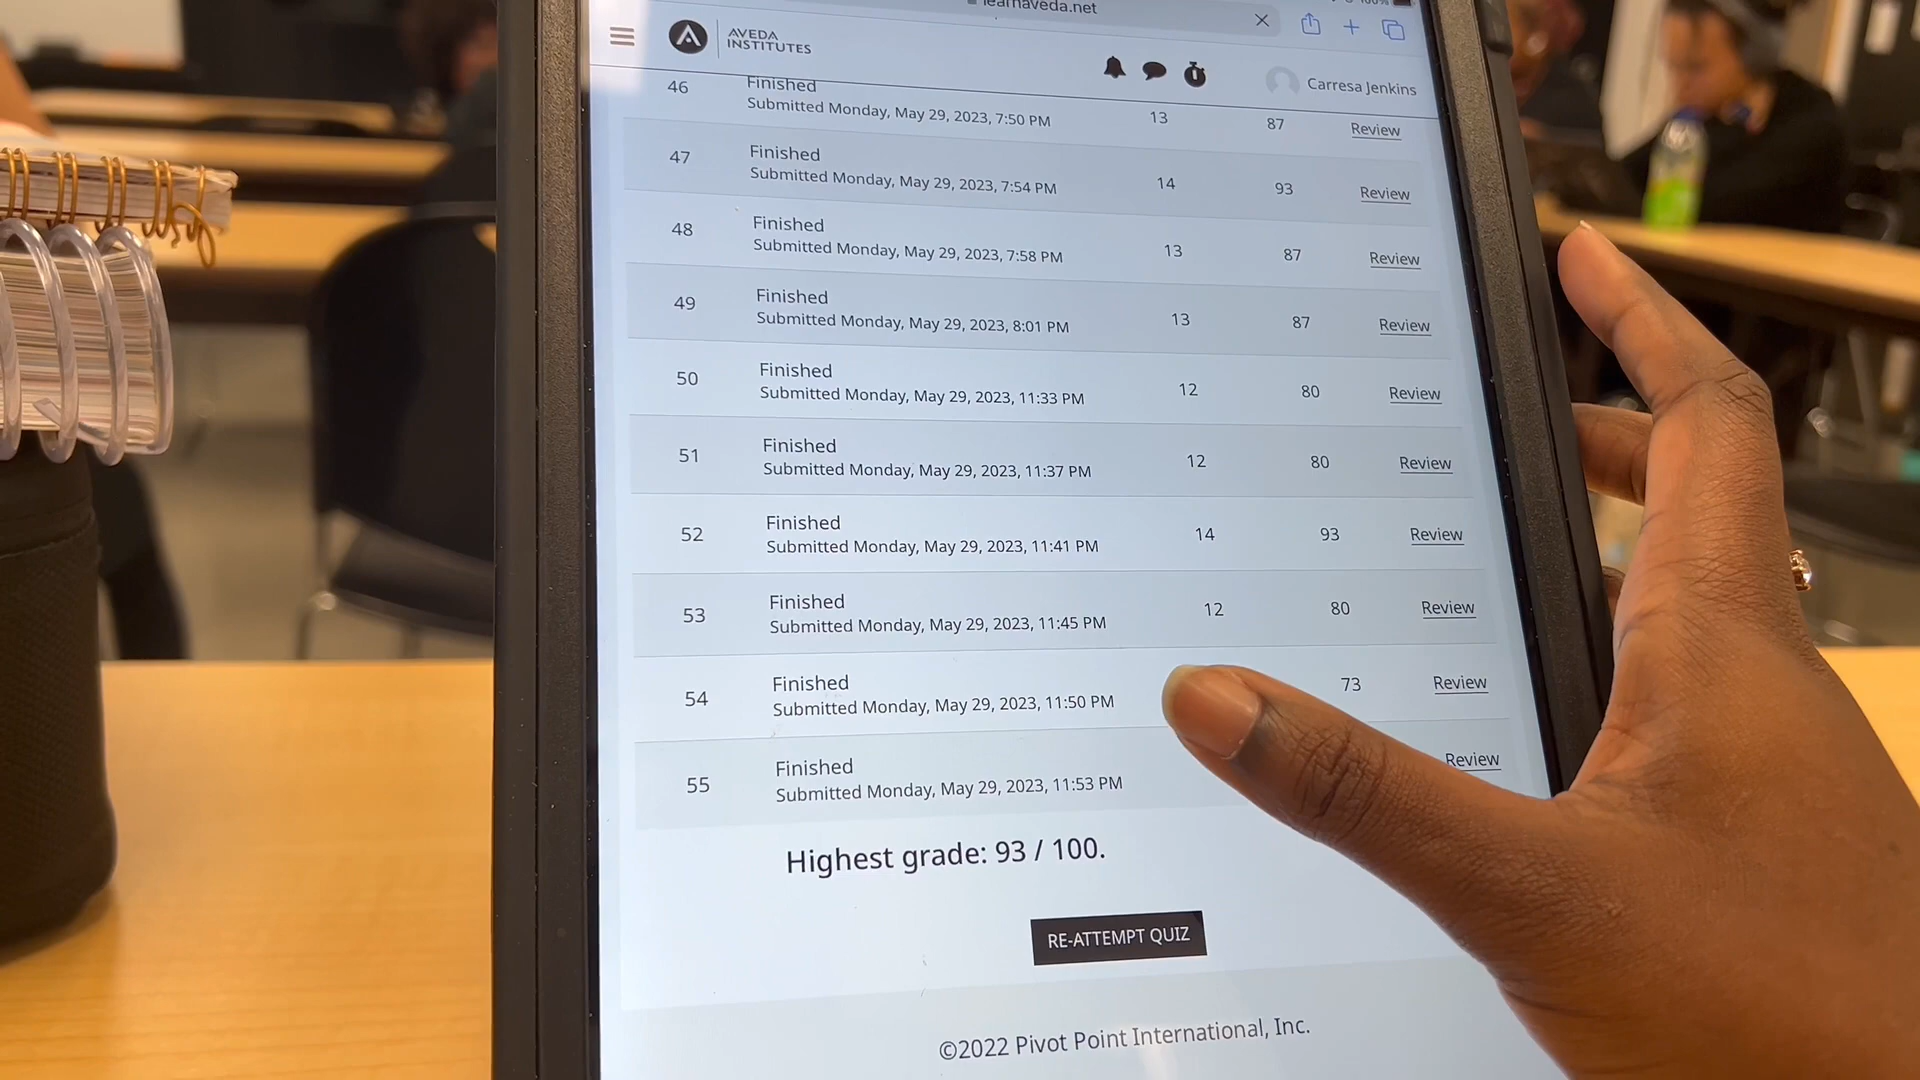 learnaveda.net
AVEDA
INSTITUTES
Carresa Jenkins
46 Finished
Submitted Monday, May 29, 2023, 7:50 PM 13 87 Review
47 Finished
Submitted Monday, May 29, 2023, 7:54 PM 14 93 Review
48 Finished
Submitted Monday, May 29, 2023, 7:58 PM 13 87 Review
49 Finished
Submitted Monday, May 29, 2023, 8:01 PM 13 87 Review
50 Finished
Submitted Monday, May 29, 2023, 11:33 PM 12 80 Review
51 Finished
Submitted Monday, May 29, 2023, 11:37 PM 12 80 Review
52 Finished
Submitted Monday, May 29, 2023, 11:41 PM 14 93 Review
53 Finished
Submitted Monday, May 29, 2023, 11:45 PM 12 80 Review
54 Finished
Submitted Monday, May 29, 2023, 11:50 PM 73 Review
55 Finished
Submitted Monday, May 29, 2023, 11:53 PM Review
Highest grade: 93 / 100.
RE-ATTEMPT QUIZ
©2022 Pivot Point International, Inc.